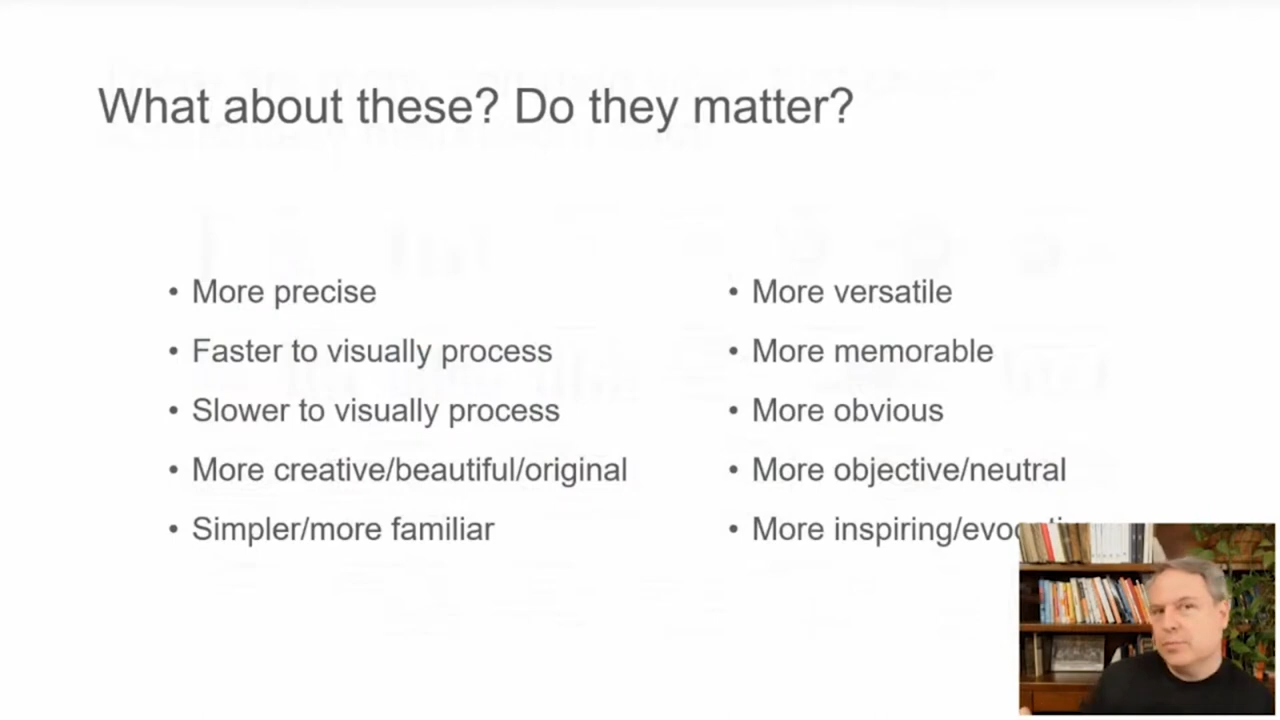 What about these? Do they matter?
• More precise
• Faster to visually process
• Slower to visually process
• More creative/beautiful/original
• Simpler/more familiar
• More versatile
• More memorable
• More obvious
• More objective/neutral
• More inspiring/